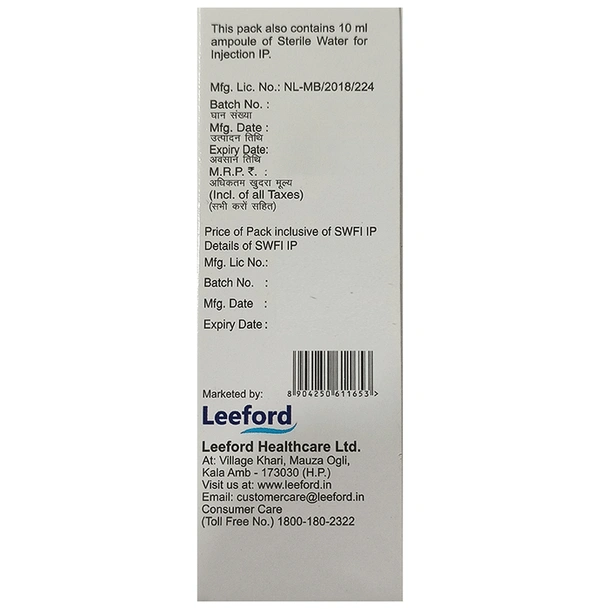 This pack also contains 10 ml
ampoule of Sterile Water for
Injection IP.
Mfg. Lic. No.: NL-MB/2018/224
Batch No. :
घान संख्या
Mfg. Date :
उत्पादन तिथि
Expiry Date:
अवसान तिथि
M.R.P. ₹. :
अधिकतम खुदरा मूल्य
(Incl. of all Taxes)
(सभी करों सहित)
Price of Pack inclusive of SWFI IP
Details of SWFI IP
Mfg. Lic No.:
Batch No. :
Mfg. Date :
Expiry Date :
8 904250 611653 >
Marketed by:
Leeford
Leeford Healthcare Ltd.
At: Village Khari, Mauza Ogli,
Kala Amb - 173030 (H.P.)
Visit us at: www.leeford.in
Email: customercare@leeford.in
Consumer Care
(Toll Free No.) 1800-180-2322